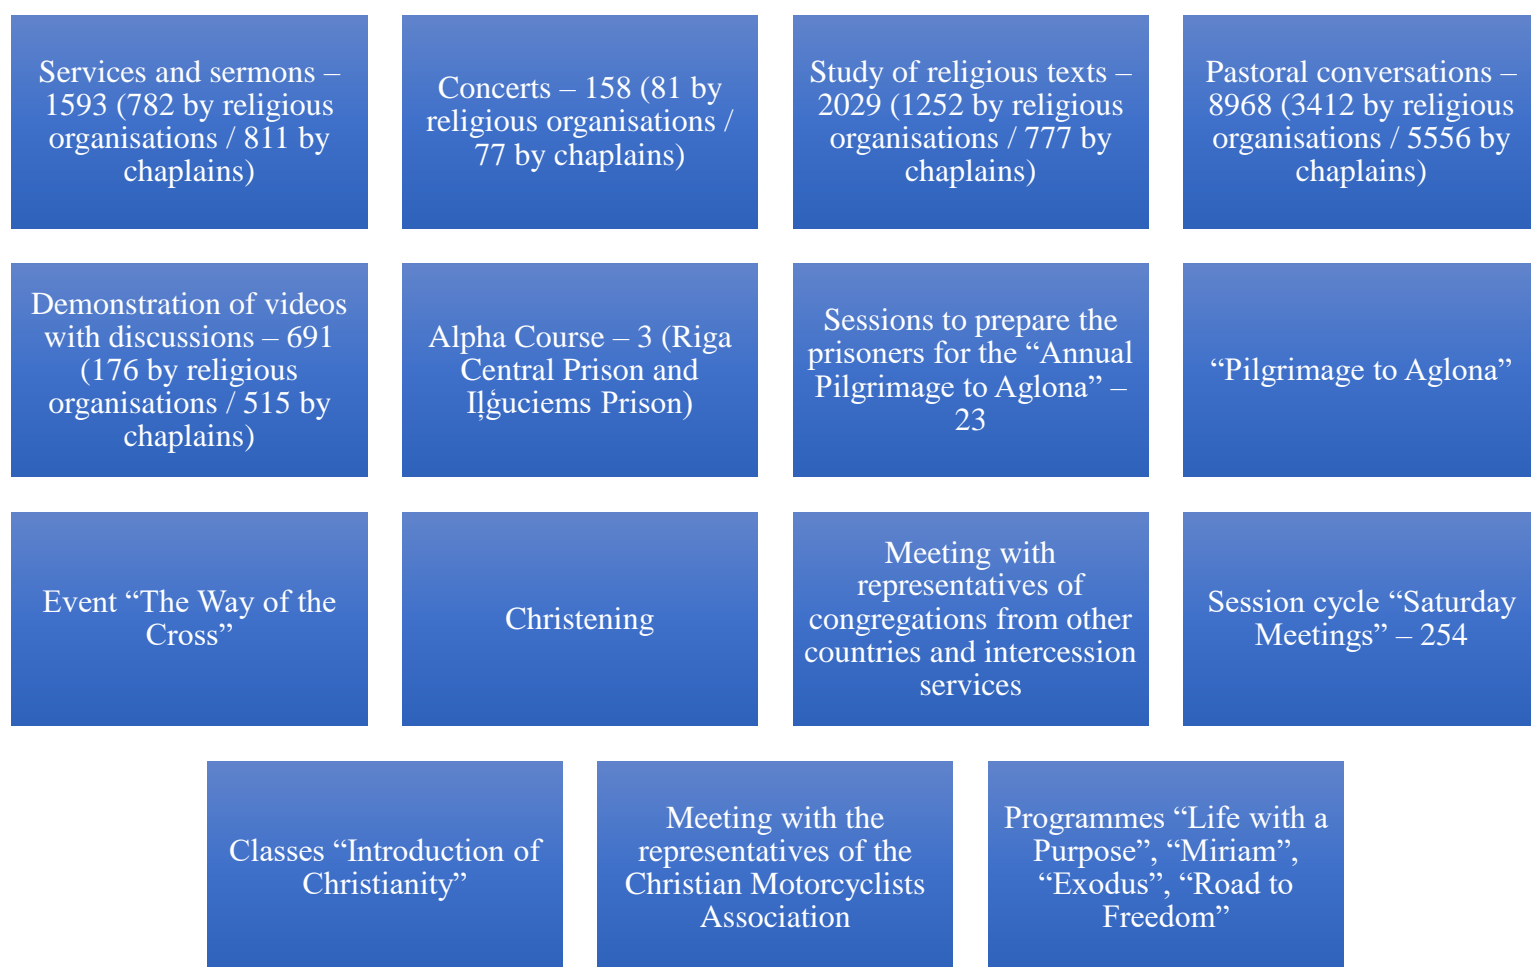 Services and sermons –
1593 (782 by religious
organisations / 811 by
chaplains)
Concerts – 158 (81 by
religious organisations /
77 by chaplains)
Study of religious texts –
2029 (1252 by religious
organisations / 777 by
chaplains)
Pastoral conversations –
8968 (3412 by religious
organisations / 5556 by
chaplains)
Demonstration of videos
with discussions – 691
(176 by religious
organisations / 515 by
chaplains)
Alpha Course – 3 (Riga
Central Prison and
Iļģuciems Prison)
Sessions to prepare the
prisoners for the “Annual
Pilgrimage to Aglona” –
23
“Pilgrimage to Aglona”
Event “The Way of the
Cross”
Christening
Meeting with
representatives of
congregations from other
countries and intercession
services
Session cycle “Saturday
Meetings” – 254
Classes “Introduction of
Christianity”
Meeting with the
representatives of the
Christian Motorcyclists
Association
Programmes “Life with a
Purpose”, “Miriam”,
“Exodus”, “Road to
Freedom”